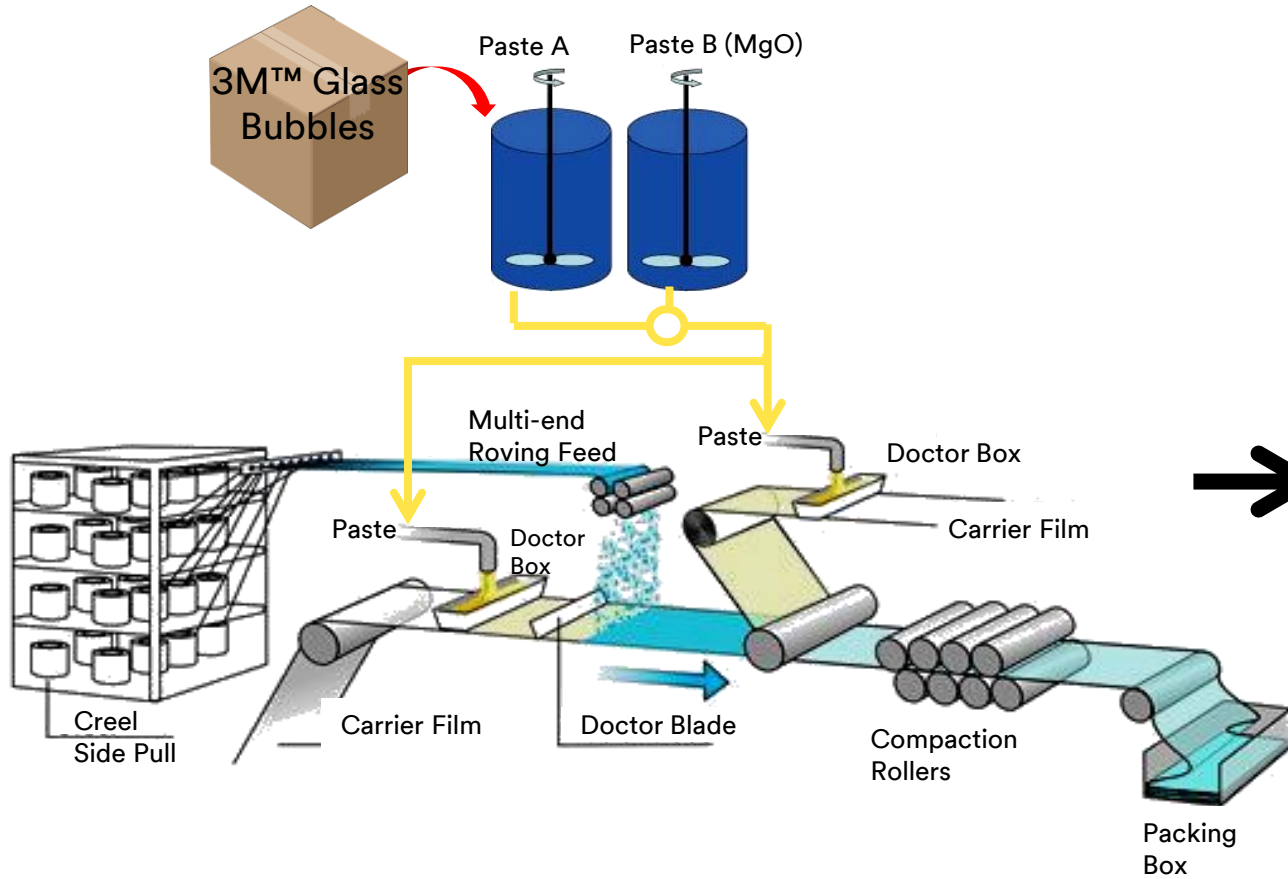 Paste A
Paste B (MgO)
3M™ Glass
Bubbles
Multi-end
Roving Feed
Paste
Doctor Box
Carrier Film
Paste
Doctor
Box
Creel
Side Pull
Carrier Film
Doctor Blade
Compaction
Rollers
Packing
Box